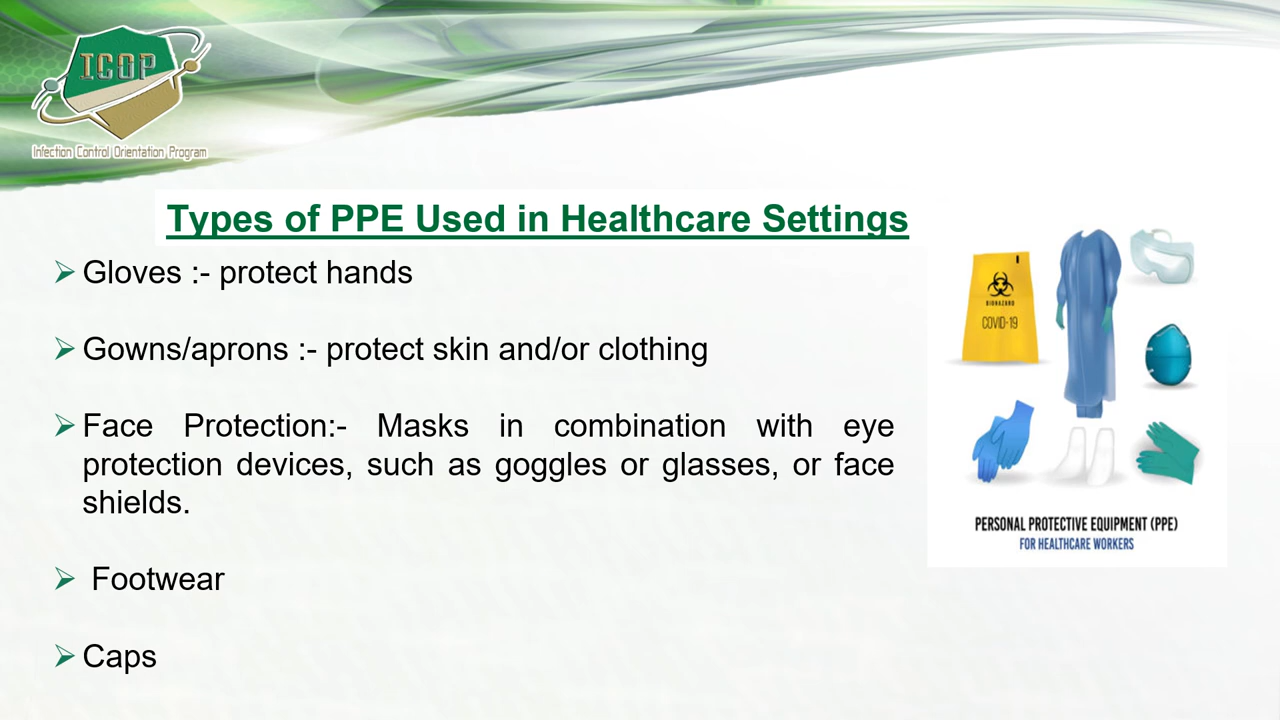 ICOP
Infection Control Orientation Program
Types of PPE Used in Healthcare Settings
Gloves :- protect hands
Gowns/aprons :- protect skin and/or clothing
Face Protection:- Masks in combination with eye
protection devices, such as goggles or glasses, or face
shields.
Footwear
Caps
BIOHAZARD
COVID-19
PERSONAL PROTECTIVE EQUIPMENT (PPE)
FOR HEALTHCARE WORKERS